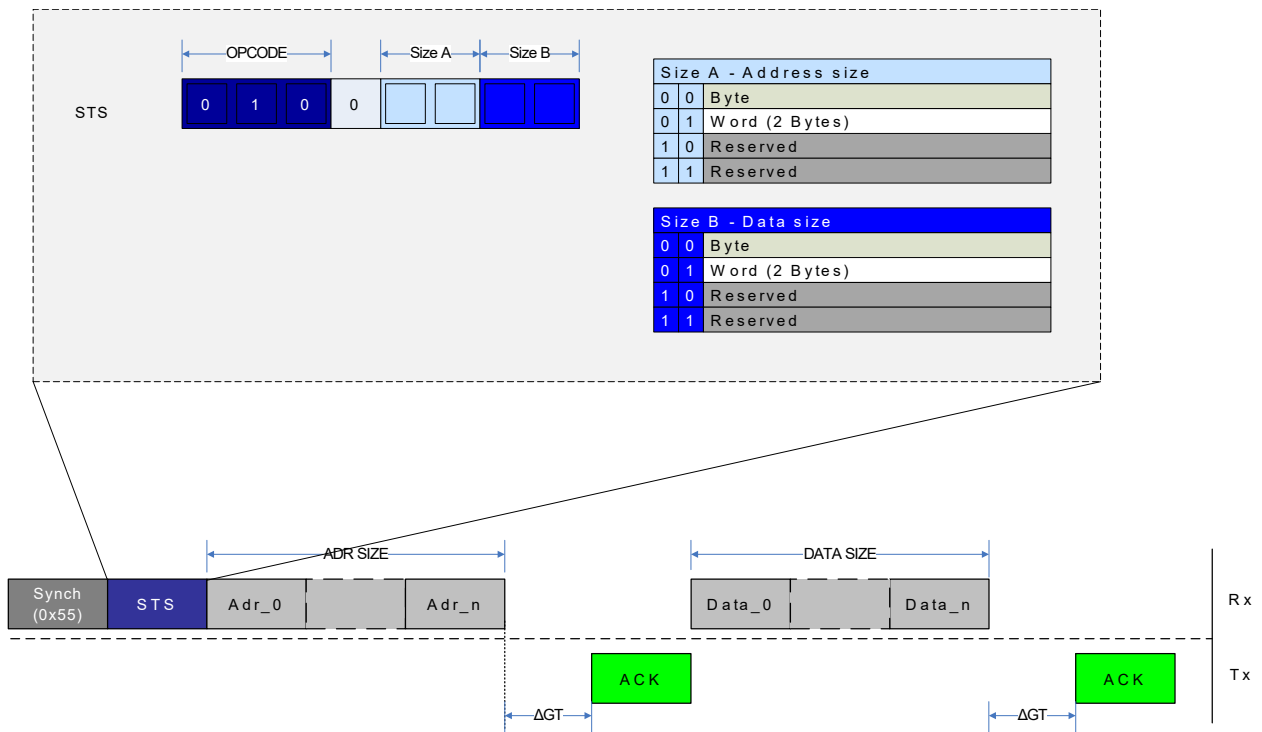 OPCODE Size A Size B
STS 0 1 0 0
Size A - Address size
0 0 Byte
0 1 Word (2 Bytes)
1 0 Reserved
1 1 Reserved
Size B - Data size
0 0 Byte
0 1 Word (2 Bytes)
1 0 Reserved
1 1 Reserved
ADR SIZE DATA SIZE
Synch
(0x55)
STS Adr_0 Adr_n Data_0 Data_n Rx
ACK ACK Tx
ΔGT ΔGT